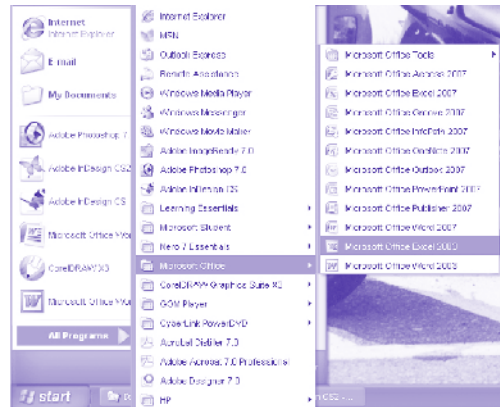 Internet
Internet Explorer
E-mail
My Documents
Adobe Photoshop 7
Adobe InDesign CS2
Adobe InDesign CS
Microsoft Office Wor
CorelDRAW X3
Microsoft Office Wor
All Programs
start
Internet Explorer
MSN
Outlook Express
Remote Assistance
Windows Media Player
Windows Messenger
Windows Movie Maker
Adobe ImageReady 7.0
Adobe Photoshop 7.0
Adobe InDesign CS
Learning Essentials
Microsoft Student
Nero 7 Essentials
Microsoft Office
CorelDRAW Graphics Suite X3
GOM Player
CyberLink PowerDVD
Acrobat Distiller 7.0
Adobe Acrobat 7.0 Professional
Adobe Designer 7.0
HP
Microsoft Office Tools
Microsoft Office Access 2007
Microsoft Office Excel 2007
Microsoft Office Groove 2007
Microsoft Office InfoPath 2007
Microsoft Office OneNote 2007
Microsoft Office Outlook 2007
Microsoft Office PowerPoint 2007
Microsoft Office Publisher 2007
Microsoft Office Word 2007
Microsoft Office Excel 2003
Microsoft Office Word 2003